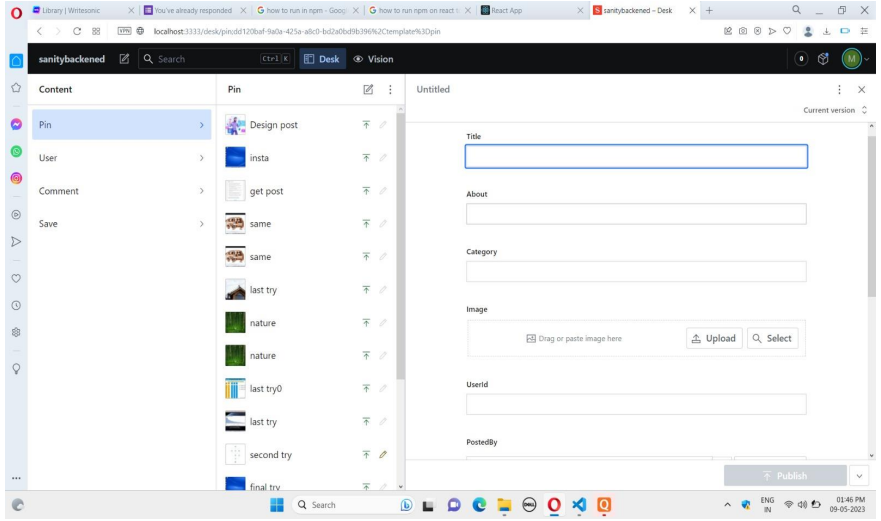 Library | Writesonic
You've already respon
how to run in npm - Goog
how to run npm on react
React App
sanitybackened – Desk
VPN
localhost:3333/desk/pin;dd120baf-9a0a-425a-a8c0-bd2a0bd9b396%2Ctemplate%3Dpin
sanitybackened
Search
Ctrl K
Desk
Vision
0
M
Content
Pin
User
Comment
Save
Pin
Design post
insta
get post
same
same
last try
nature
nature
last try0
last try
second try
final try
Untitled
Current version
Title
About
Category
Image
Drag or paste image here
Upload
Select
UserId
PostedBy
Publish
Search
ENG
IN
01:46 PM
09-05-2023